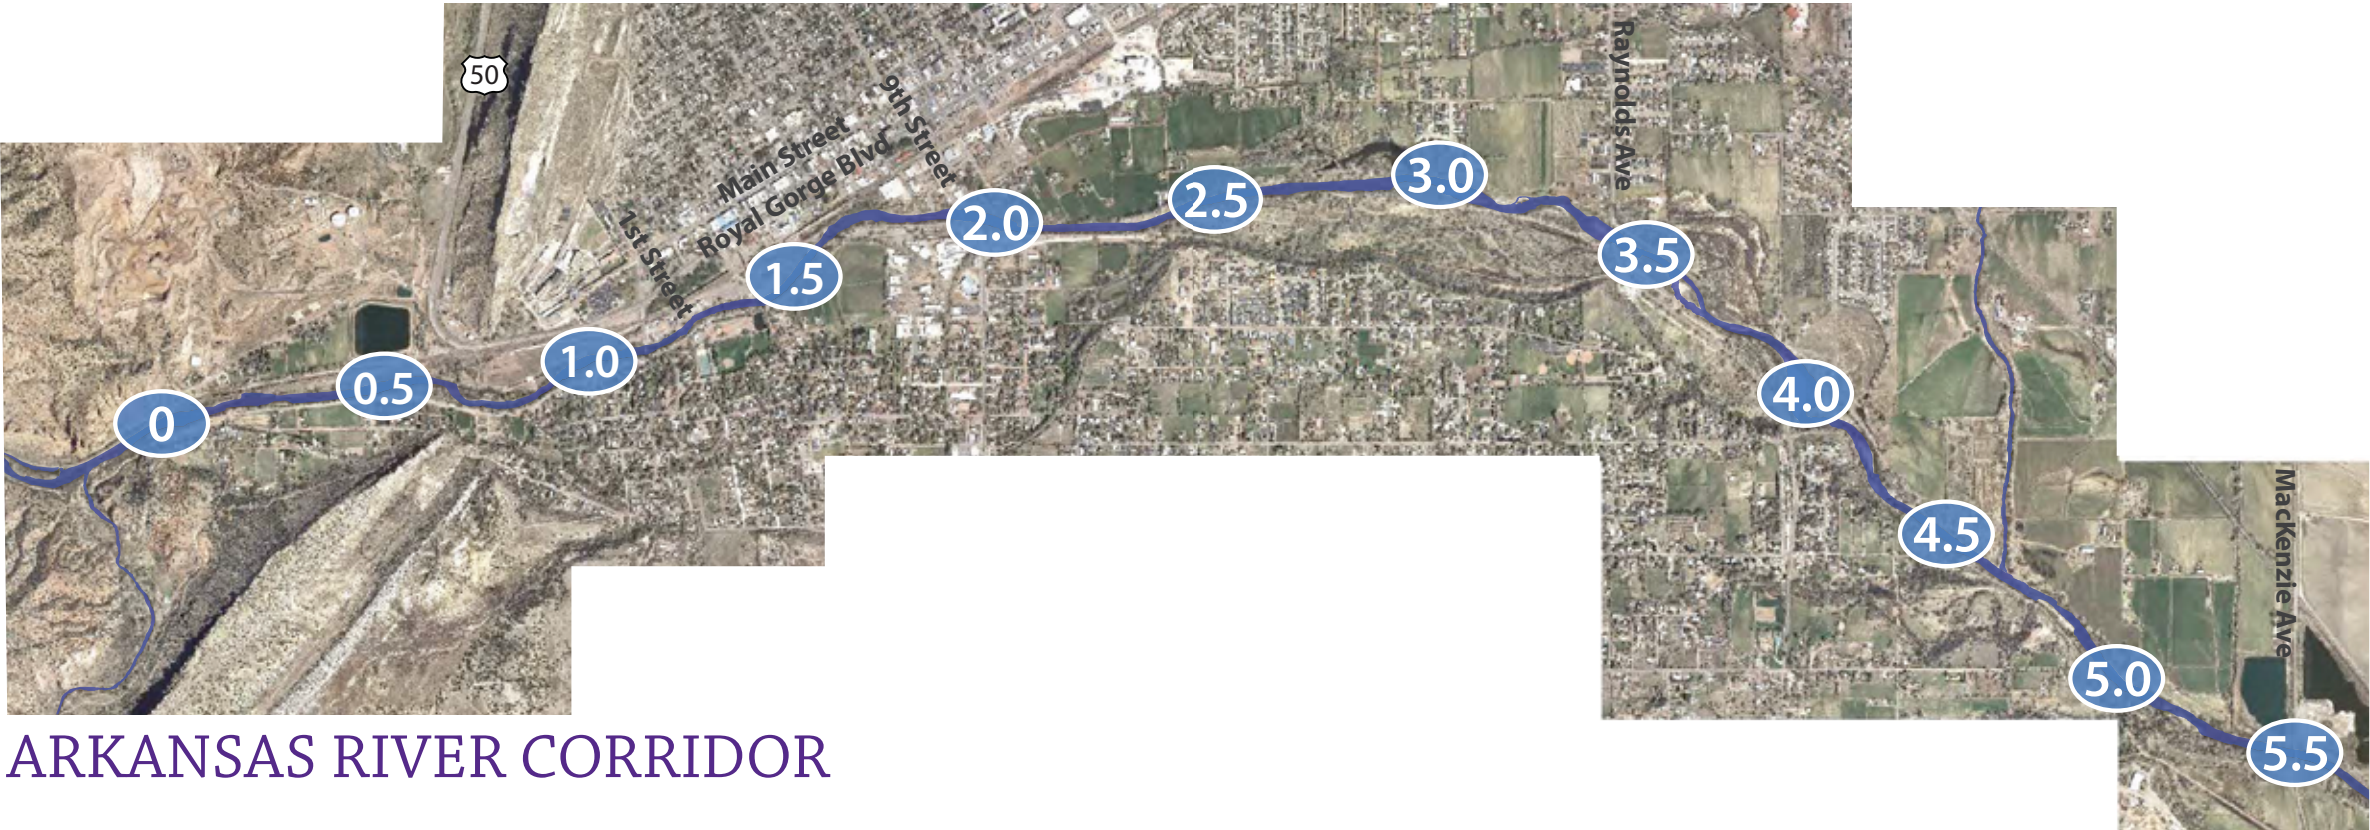 50
Raynolds Ave
9th Street
Main Street
Royal Gorge Blvd
1st Street
0
0.5
1.0
1.5
2.0
2.5
3.0
3.5
4.0
4.5
5.0
5.5
MacKenzie Ave
ARKANSAS RIVER CORRIDOR